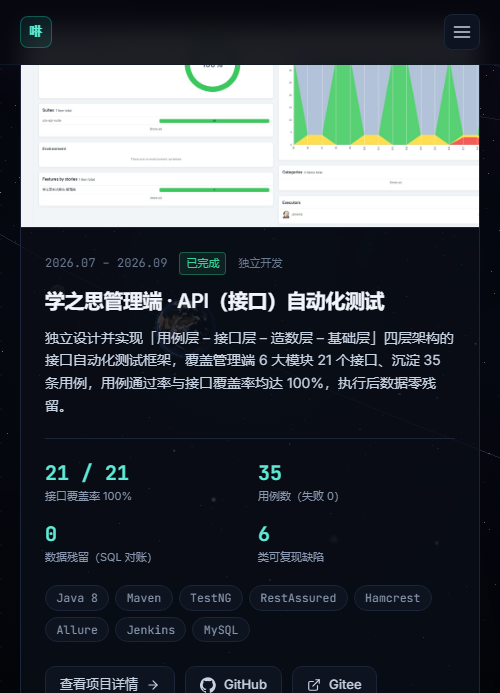 啡
100%
Suites
Environment
Features by stories
Categories
Executors
2026.07 – 2026.09 已完成 独立开发
学之思管理端 · API（接口）自动化测试
独立设计并实现「用例层 – 接口层 – 造数层 – 基础层」四层架构的
接口自动化测试框架，覆盖管理端 6 大模块 21 个接口、沉淀 35
条用例，用例通过率与接口覆盖率均达 100%，执行后数据零残
留。
21 / 21 35
接口覆盖率 100% 用例数（失败 0）
0 6
数据残留（SQL 对账） 类可复现缺陷
Java 8 Maven TestNG RestAssured Hamcrest
Allure Jenkins MySQL
查看项目详情 → GitHub Gitee